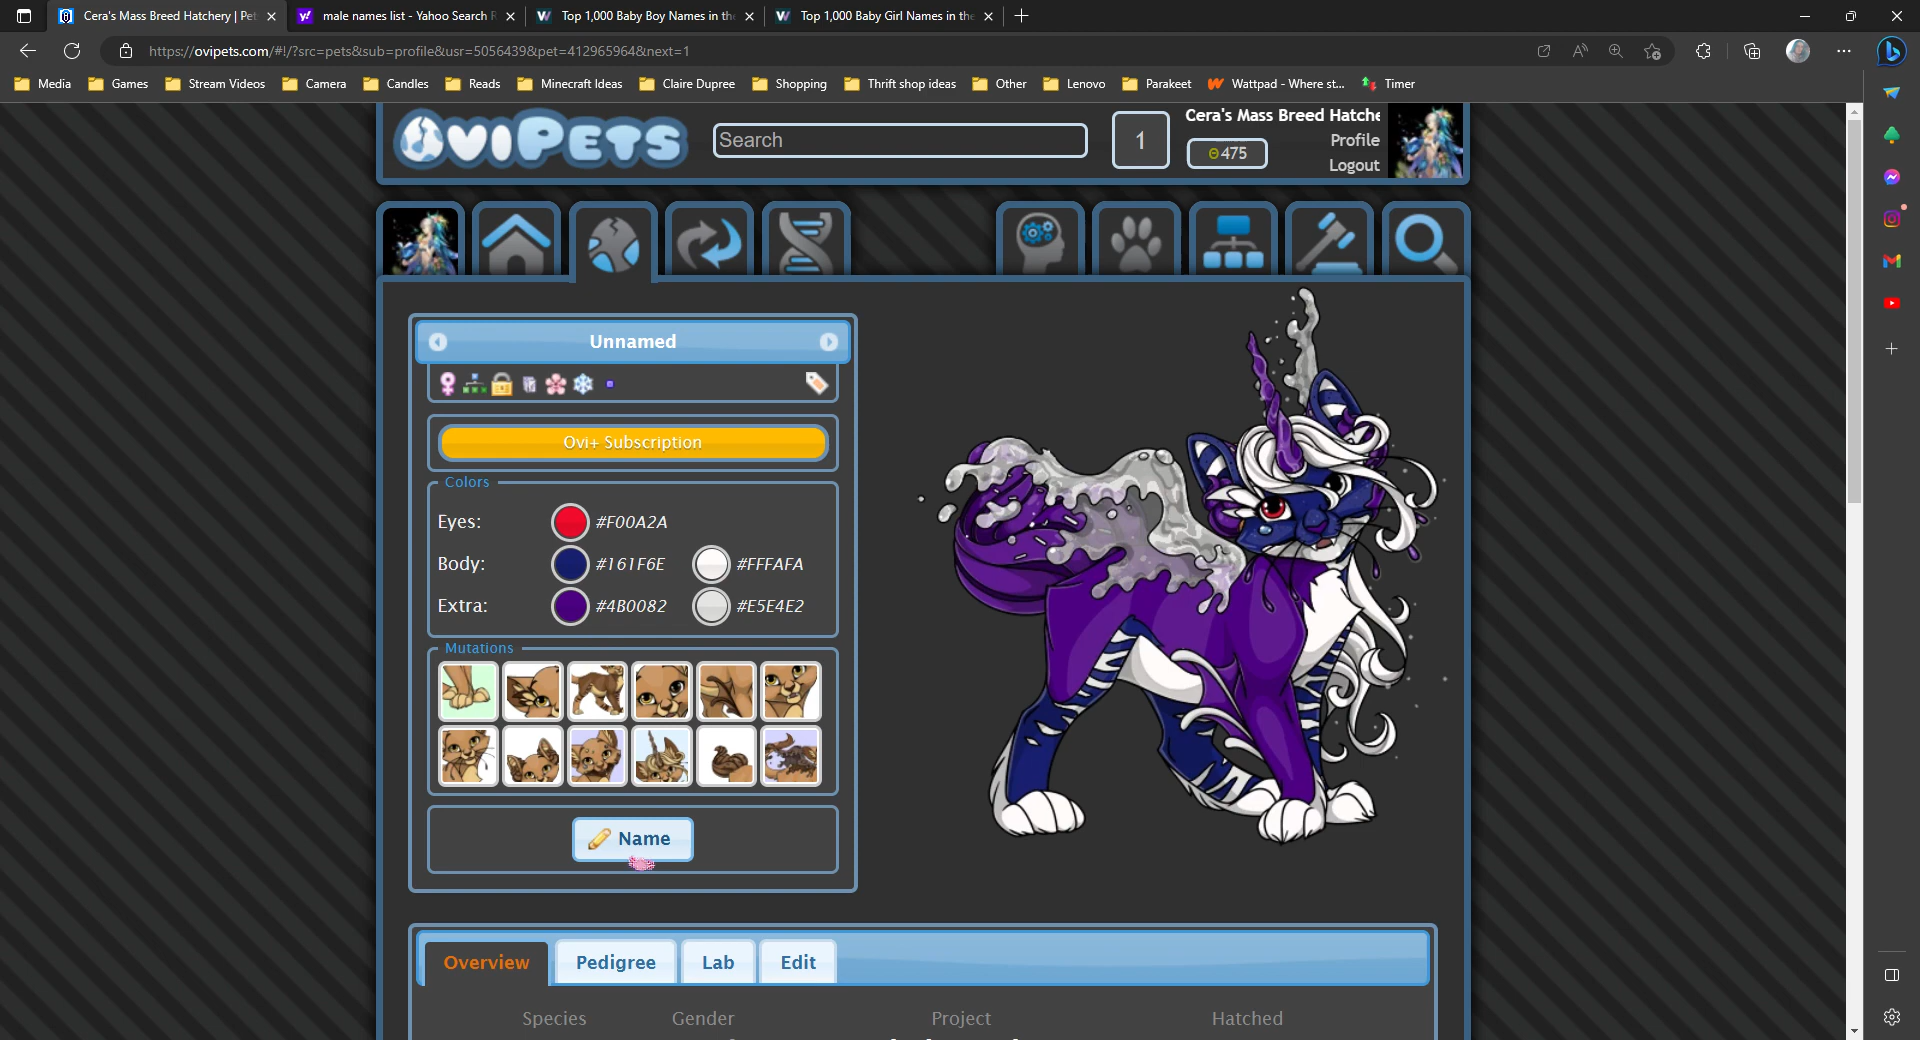 Cera's Mass Breed Hatchery | Pet
male names list - Yahoo Search R
Top 1,000 Baby Boy Names in the
Top 1,000 Baby Girl Names in the
https://ovipets.com/#!/?src=pets&sub=profile&usr=5056439&pet=412965964&next=1
Media
Games
Stream Videos
Camera
Candles
Reads
Minecraft Ideas
Claire Dupree
Shopping
Thrift shop ideas
Other
Lenovo
Parakeet
Wattpad - Where st...
Timer
OviPets
Search
1
Cera's Mass Breed Hatche
475
Profile
Logout
Unnamed
Ovi+ Subscription
Colors
Eyes: #F00A2A
Body: #161F6E #FFFAFA
Extra: #4B0082 #E5E4E2
Mutations
Name
Overview
Pedigree
Lab
Edit
Species Gender Project Hatched